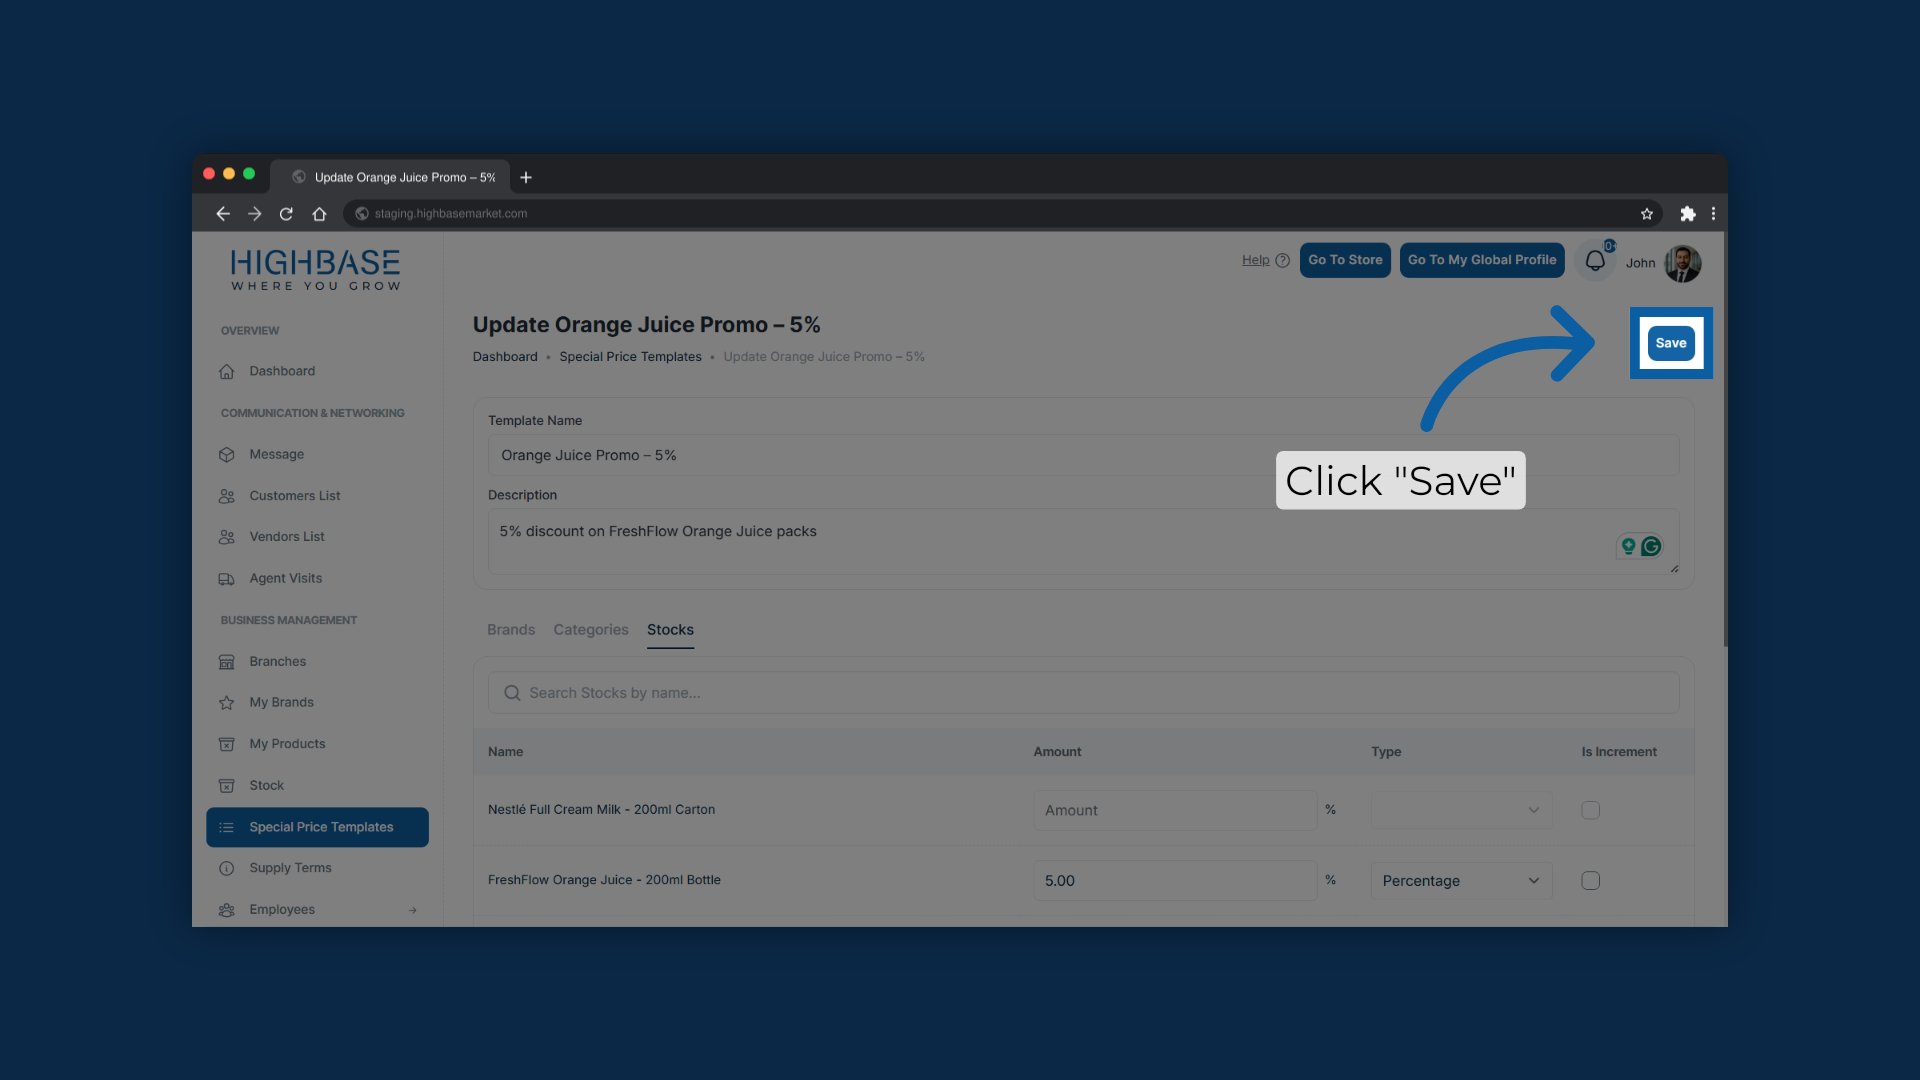 Update Orange Juice Promo – 5%
staging.highbasemarket.com
HIGHBASE
WHERE YOU GROW
Help
Go To Store
Go To My Global Profile
John
OVERVIEW
Dashboard
COMMUNICATION & NETWORKING
Message
Customers List
Vendors List
Agent Visits
BUSINESS MANAGEMENT
Branches
My Brands
My Products
Stock
Special Price Templates
Supply Terms
Employees
Update Orange Juice Promo – 5%
Dashboard • Special Price Templates • Update Orange Juice Promo – 5%
Save
Click "Save"
Template Name
Orange Juice Promo – 5%
Description
5% discount on FreshFlow Orange Juice packs
Brands Categories Stocks
Search Stocks by name...
Name Amount Type Is Increment
Nestlé Full Cream Milk - 200ml Carton Amount %
FreshFlow Orange Juice - 200ml Bottle 5.00 % Percentage